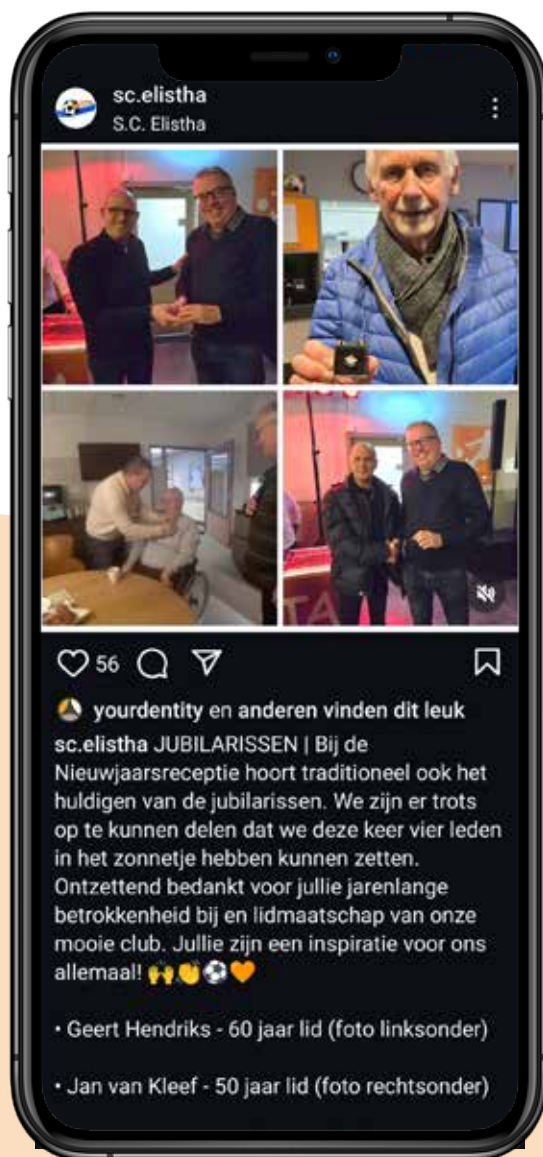 sc.elistha
S.C. Elistha
TA
56
yourdentity en anderen vinden dit leuk
sc.elistha JUBILARISSEN | Bij de
Nieuwjaarsreceptie hoort traditioneel ook het
huldigen van de jubilarissen. We zijn er trots
op te kunnen delen dat we deze keer vier leden
in het zonnetje hebben kunnen zetten.
Ontzettend bedankt voor jullie jarenlange
betrokkenheid bij en lidmaatschap van onze
mooie club. Jullie zijn een inspiratie voor ons
allemaal! 🙌👏⚽🧡
• Geert Hendriks - 60 jaar lid (foto linksonder)
• Jan van Kleef - 50 jaar lid (foto rechtsonder)